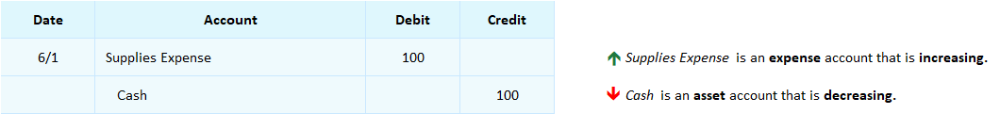 Date Account Debit Credit
6/1 Supplies Expense 100 Supplies Expense is an expense account that is increasing.
Cash 100 Cash is an asset account that is decreasing.